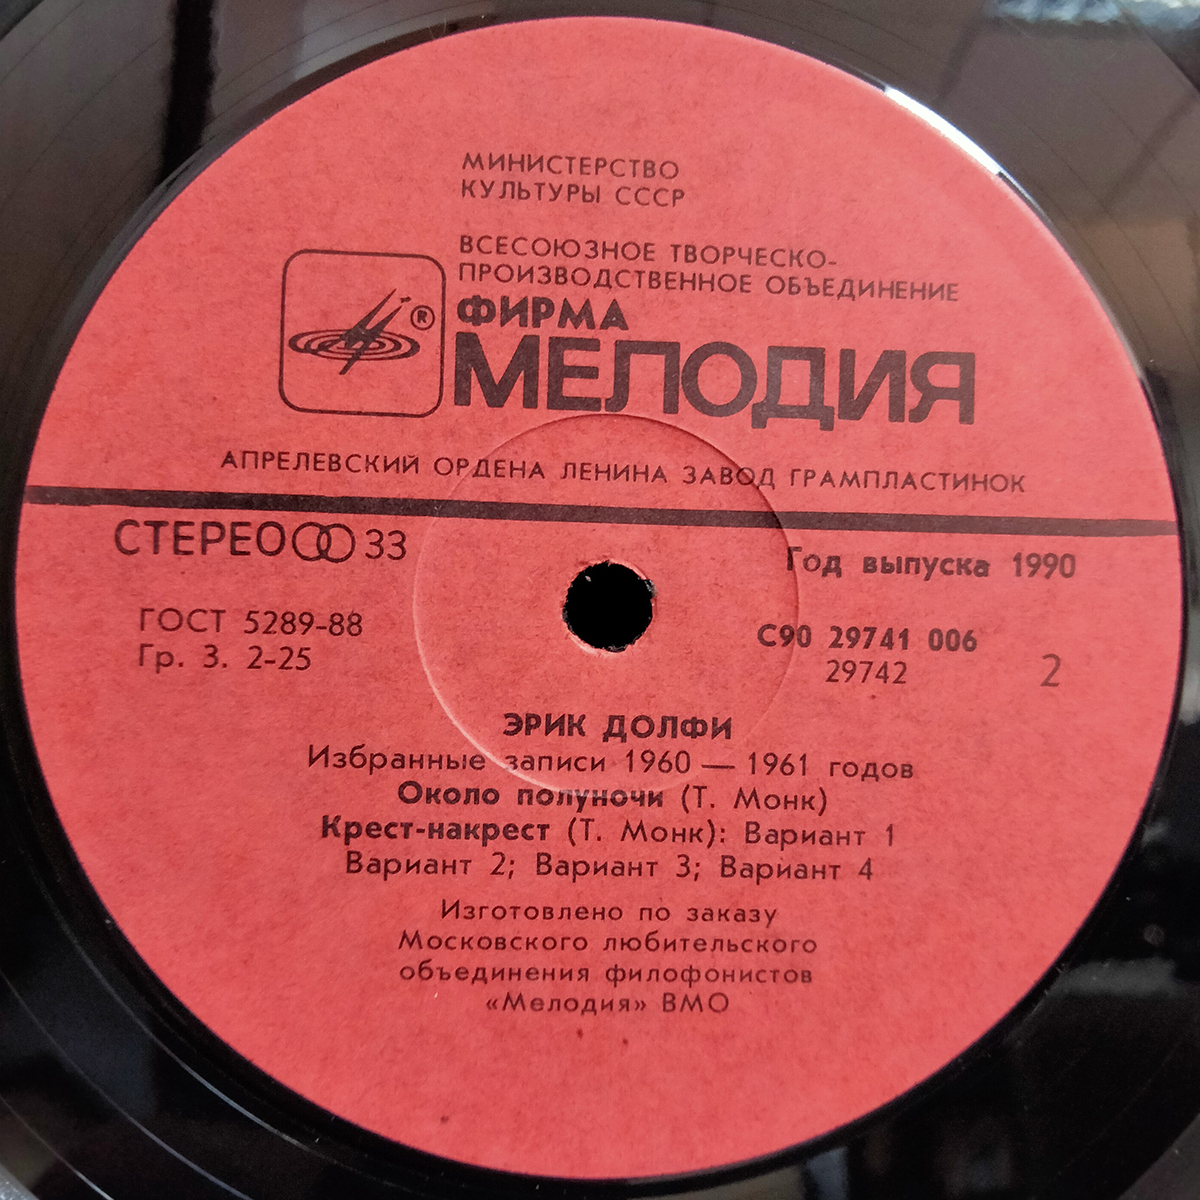 МИНИСТЕРСТВО
КУЛЬТУРЫ СССР
ВСЕСОЮЗНОЕ ТВОРЧЕСКО-
ПРОИЗВОДСТВЕННОЕ ОБЪЕДИНЕНИЕ
®
ФИРМА
МЕЛОДИЯ
АПРЕЛЕВСКИЙ ОРДЕНА ЛЕНИНА ЗАВОД ГРАМПЛАСТИНОК
СТЕРЕО 33
Год выпуска 1990
ГОСТ 5289-88
Гр. 3. 2-25
С90 29741 006
29742
2
ЭРИК ДОЛФИ
Избранные записи 1960 — 1961 годов
Около полуночи (Т. Монк)
Крест-накрест (Т. Монк): Вариант 1
Вариант 2; Вариант 3; Вариант 4
Изготовлено по заказу
Московского любительского
объединения филофонистов
«Мелодия» ВМО